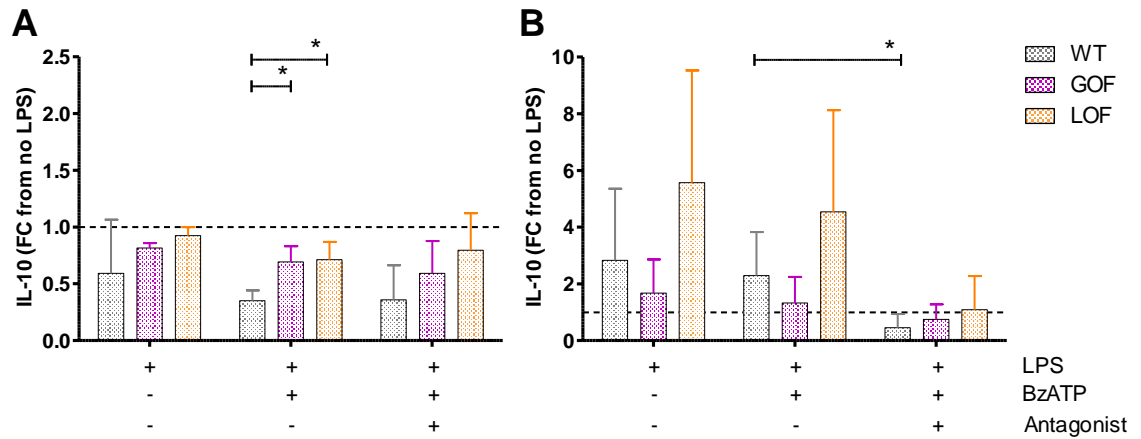 A
B
IL-10 (FC from no LPS)
2.5
2.0
1.5
1.0
0.5
0.0
* 
*
+ + +
- + +
- - +
IL-10 (FC from no LPS)
10
8
6
4
2
0
*
+ + +
- + +
- - +
WT
GOF
LOF
LPS
BzATP
Antagonist